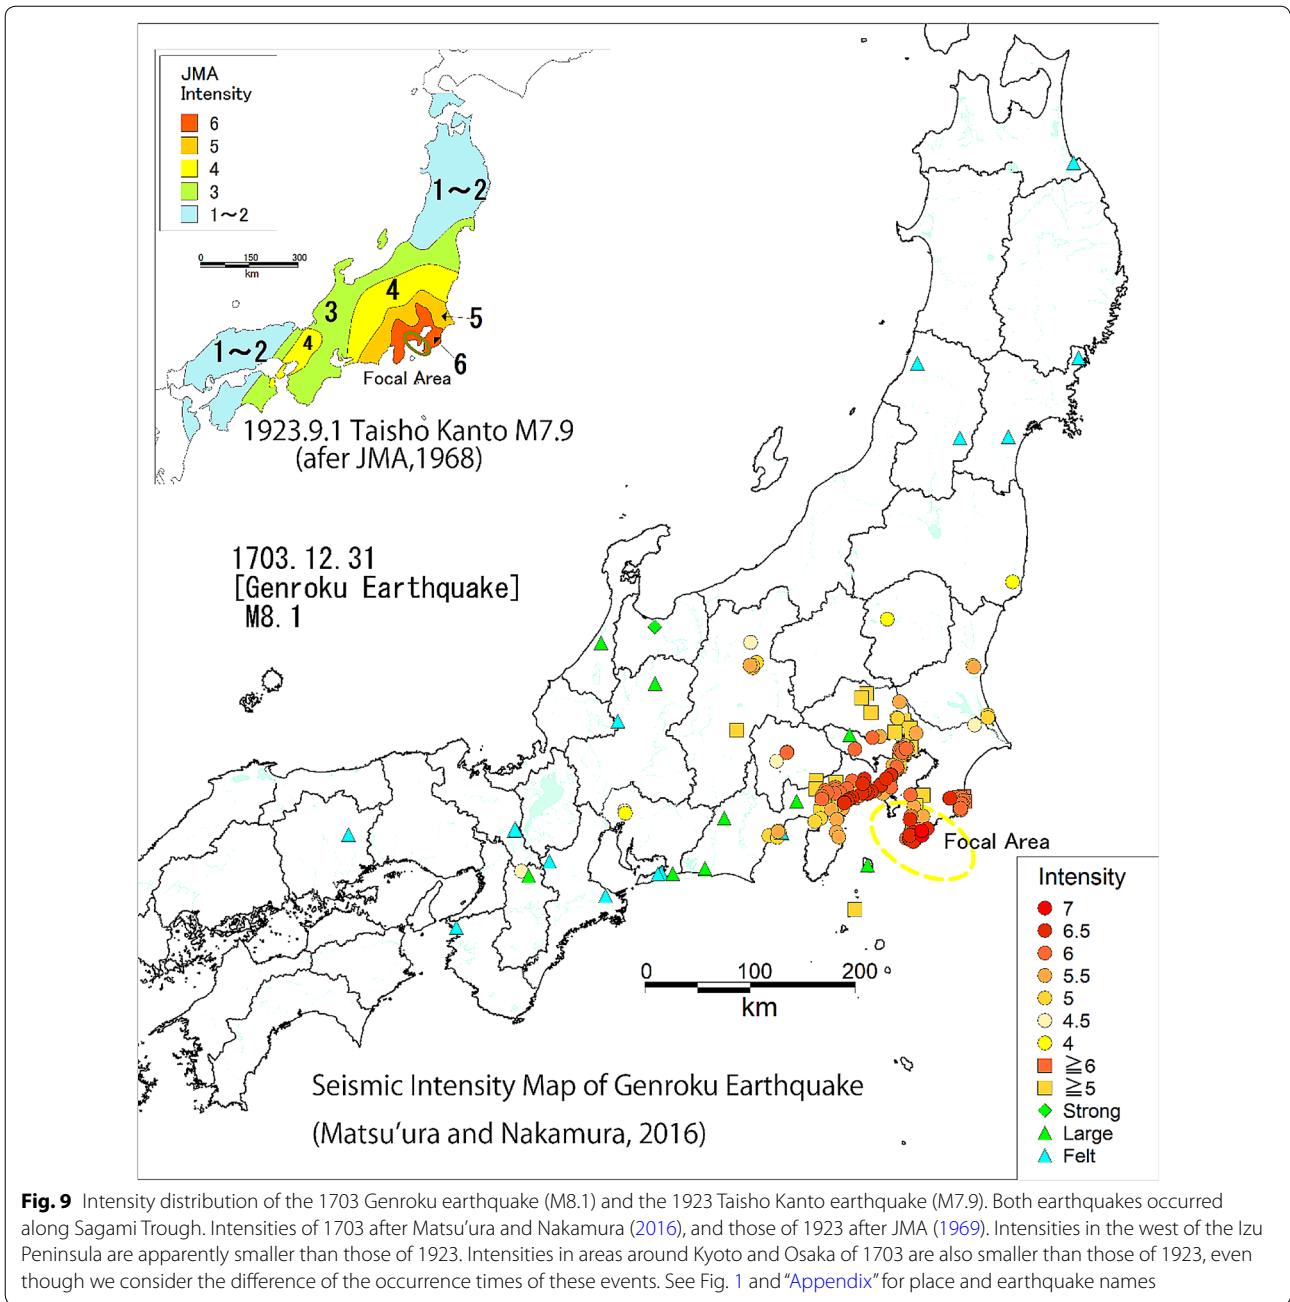 JMA
Intensity
6
5
4
3
1～2
0 150 300
km
1～2
4
3
5
4
1～2
6
Focal Area
1923.9.1 Taisho Kanto M7.9
(afer JMA,1968)
1703.12.31
[Genroku Earthquake]
M8.1
Focal Area
0 100 200
km
Intensity
7
6.5
6
5.5
5
4.5
4
≧6
≧5
Strong
Large
Felt
Seismic Intensity Map of Genroku Earthquake
(Matsu'ura and Nakamura, 2016)
Fig. 9 Intensity distribution of the 1703 Genroku earthquake (M8.1) and the 1923 Taisho Kanto earthquake (M7.9). Both earthquakes occurred
along Sagami Trough. Intensities of 1703 after Matsu'ura and Nakamura (2016), and those of 1923 after JMA (1969). Intensities in the west of the Izu
Peninsula are apparently smaller than those of 1923. Intensities in areas around Kyoto and Osaka of 1703 are also smaller than those of 1923, even
though we consider the difference of the occurrence times of these events. See Fig. 1 and “Appendix” for place and earthquake names